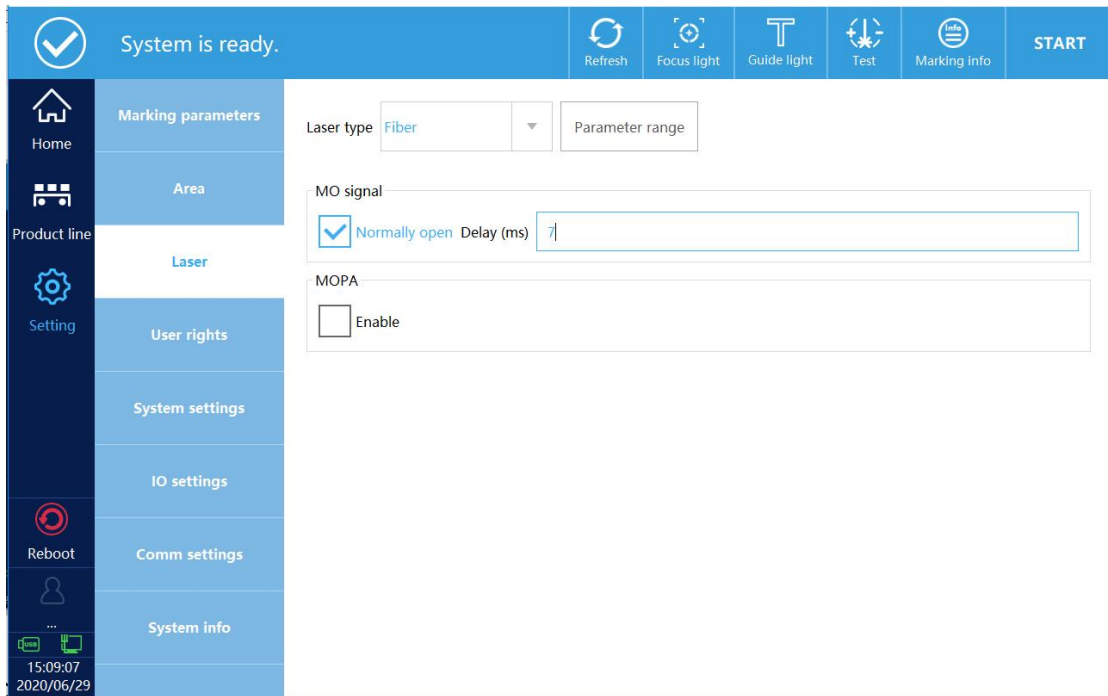 System is ready.
Refresh
Focus light
Guide light
Test
Info
Marking info
START
Home
Product line
Setting
Reboot
...
USB
15:09:07
2020/06/29
Marking parameters
Area
Laser
User rights
System settings
IO settings
Comm settings
System info
Laser type Fiber Parameter range
MO signal
Normally open Delay (ms) 7
MOPA
Enable